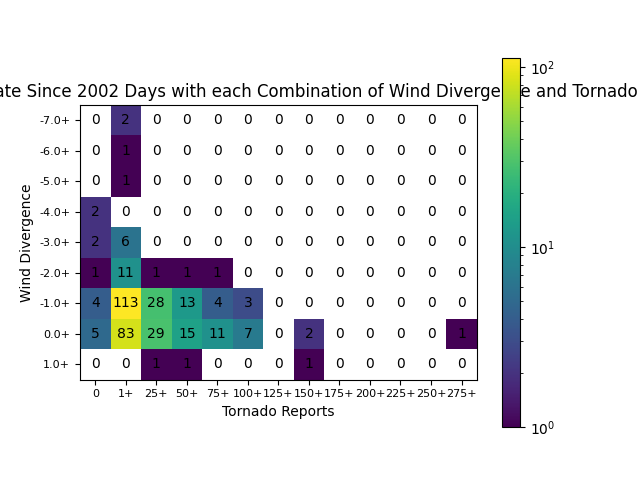 ate Since 2002 Days with each Combination of Wind Divergence and Tornado
Wind Divergence
-7.0+ 0 2 0 0 0 0 0 0 0 0 0 0 0
-6.0+ 0 1 0 0 0 0 0 0 0 0 0 0 0
-5.0+ 0 1 0 0 0 0 0 0 0 0 0 0 0
-4.0+ 2 0 0 0 0 0 0 0 0 0 0 0 0
-3.0+ 2 6 0 0 0 0 0 0 0 0 0 0 0
-2.0+ 1 11 1 1 1 0 0 0 0 0 0 0 0
-1.0+ 4 113 28 13 4 3 0 0 0 0 0 0 0
0.0+ 5 83 29 15 11 7 0 2 0 0 0 0 1
1.0+ 0 0 1 1 0 0 0 1 0 0 0 0 0
0 1+ 25+ 50+ 75+ 100+ 125+ 150+ 175+ 200+ 225+ 250+ 275+
Tornado Reports
10²
10¹
10⁰